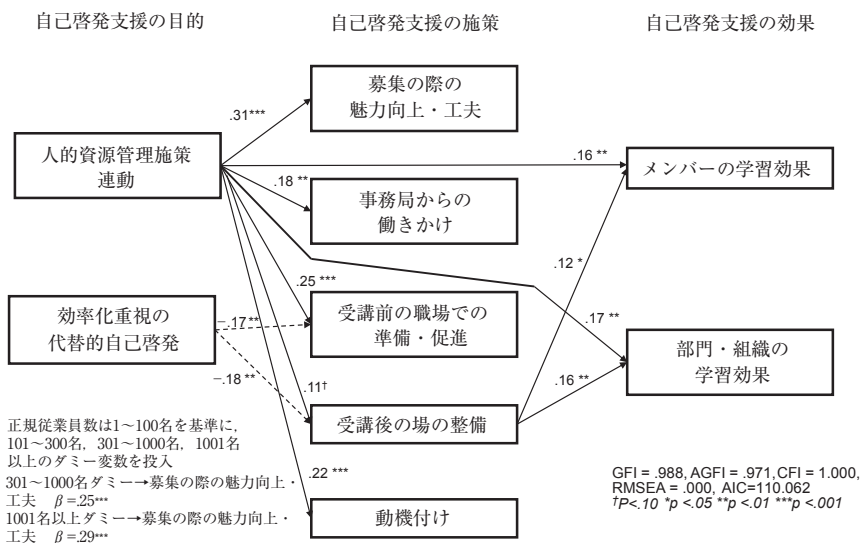 自己啓発支援の目的
自己啓発支援の施策
自己啓発支援の効果
募集の際の
魅力向上・工夫
.31***
人的資源管理施策
連動
.16 **
メンバーの学習効果
.18 **
事務局からの
働きかけ
.12 *
.25 ***
効率化重視の
代替的自己啓発
−.17 **
受講前の職場での
準備・促進
.17 **
部門・組織の
学習効果
−.18 **
.11†
.16 **
受講後の場の整備
正規従業員数は1〜100名を基準に,
101〜300名, 301〜1000名, 1001名
以上のダミー変数を投入
301〜1000名ダミー→募集の際の魅力向上・
工夫 β=.25***
1001名以上ダミー→募集の際の魅力向上・
工夫 β=.29***
.22 ***
動機付け
GFI = .988, AGFI = .971,CFI = 1.000,
RMSEA = .000, AIC=110.062
†P<.10 *p <.05 **p <.01 ***p <.001